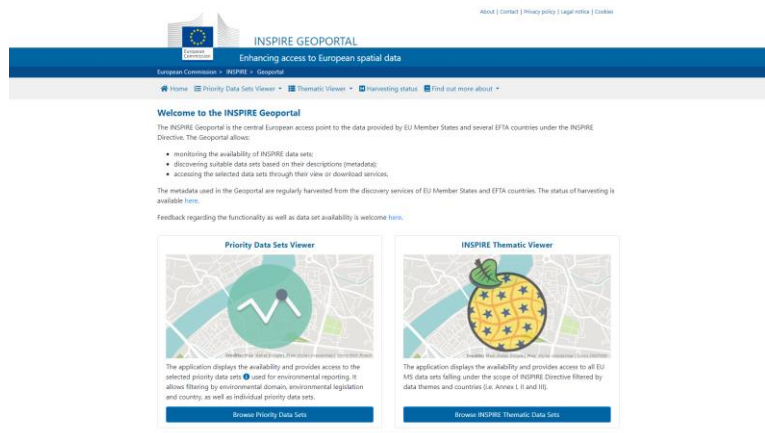 About | Contact | Privacy policy | Legal notice | Cookies
INSPIRE GEOPORTAL
European
Commission
Enhancing access to European spatial data
European Commission > INSPIRE > Geoportal
Home Priority Data Sets Viewer Thematic Viewer Harvesting status Find out more about
Welcome to the INSPIRE Geoportal
The INSPIRE Geoportal is the central European access point to the data provided by EU Member States and several EFTA countries under the INSPIRE
Directive. The Geoportal allows:
• monitoring the availability of INSPIRE data sets;
• discovering suitable data sets based on their descriptions (metadata);
• accessing the selected data sets through their view or download services.
The metadata used in the Geoportal are regularly harvested from the discovery services of EU Member States and EFTA countries. The status of harvesting is
available here.
Feedback regarding the functionality as well as data set availability is welcome here.
Priority Data Sets Viewer
The application displays the availability and provides access to the
selected priority data sets used for environmental reporting. It
allows filtering by environmental domain, environmental legislation
and country, as well as individual priority data sets.
Browse Priority Data Sets
INSPIRE Thematic Viewer
The application displays the availability and provides access to all EU
MS data sets falling under the scope of INSPIRE Directive filtered by
data themes and countries (i.e. Annex I, II and III).
Browse INSPIRE Thematic Data Sets